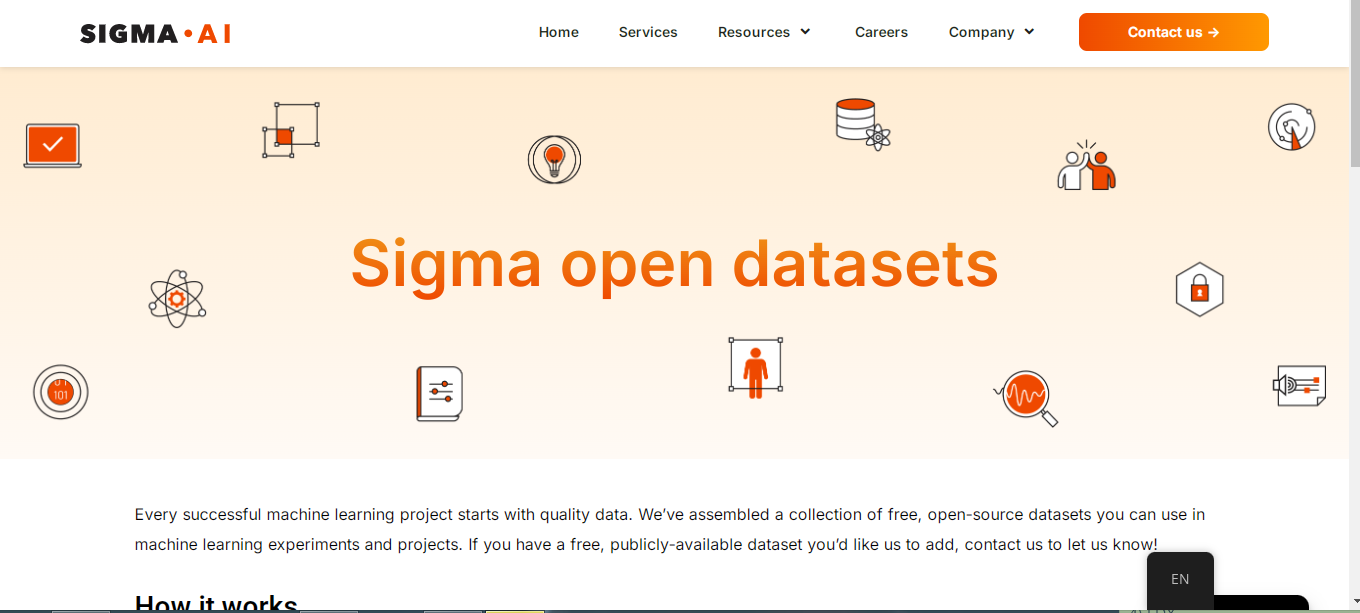 SIGMA•AI
Home
Services
Resources
Careers
Company
Contact us →
Sigma open datasets
101
Every successful machine learning project starts with quality data. We’ve assembled a collection of free, open-source datasets you can use in
machine learning experiments and projects. If you have a free, publicly-available dataset you’d like us to add, contact us to let us know!
EN
How it works